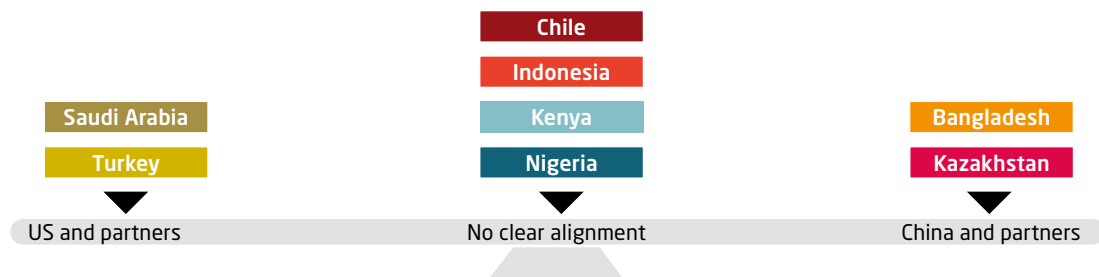 Chile
Indonesia
Saudi Arabia
Kenya
Bangladesh
Turkey
Nigeria
Kazakhstan
US and partners
No clear alignment
China and partners